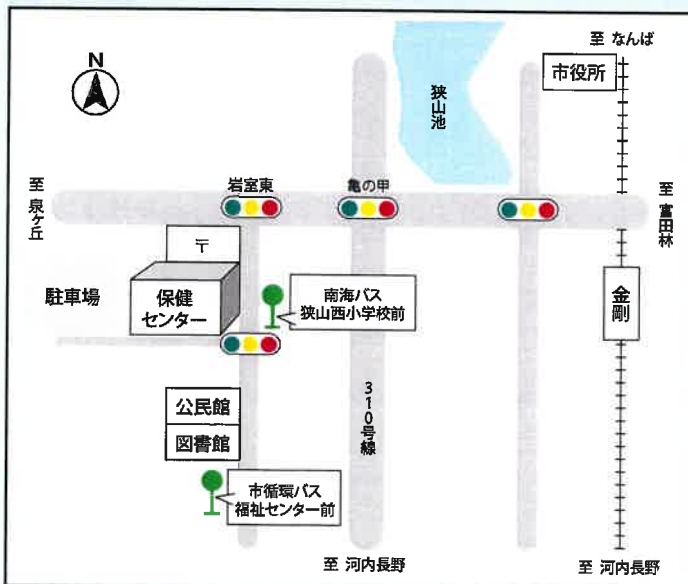 至 なんば
N
市役所
狭山池
至 泉ヶ丘
岩室東
亀の甲
至 富田林
〒
駐車場
保健
センター
南海バス
狭山西小学校前
金剛
310号線
公民館
図書館
市循環バス
福祉センター前
至 河内長野
至 河内長野